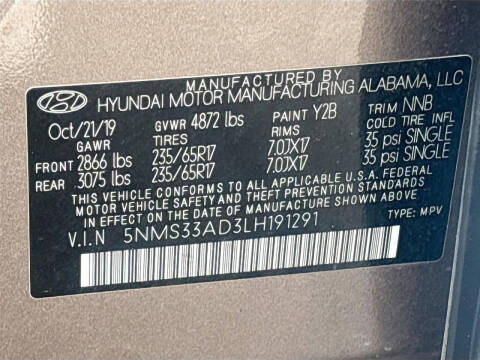 MANUFACTURED BY
HYUNDAI MOTOR MANUFACTURING ALABAMA, LLC
Oct/21/19 GVWR 4872 lbs PAINT Y2B TRIM NNB
GAWR TIRES RIMS COLD TIRE INFL
FRONT 2866 lbs 235/65R17 7.0JX17 35 psi SINGLE
REAR 3075 lbs 235/65R17 7.0JX17 35 psi SINGLE
THIS VEHICLE CONFORMS TO ALL APPLICABLE U.S.A. FEDERAL
MOTOR VEHICLE SAFETY AND THEFT PREVENTION STANDARDS
IN EFFECT ON THE DATE OF MANUFACTURE SHOWN ABOVE.
V.I.N 5NMS33AD3LH191291 TYPE: MPV